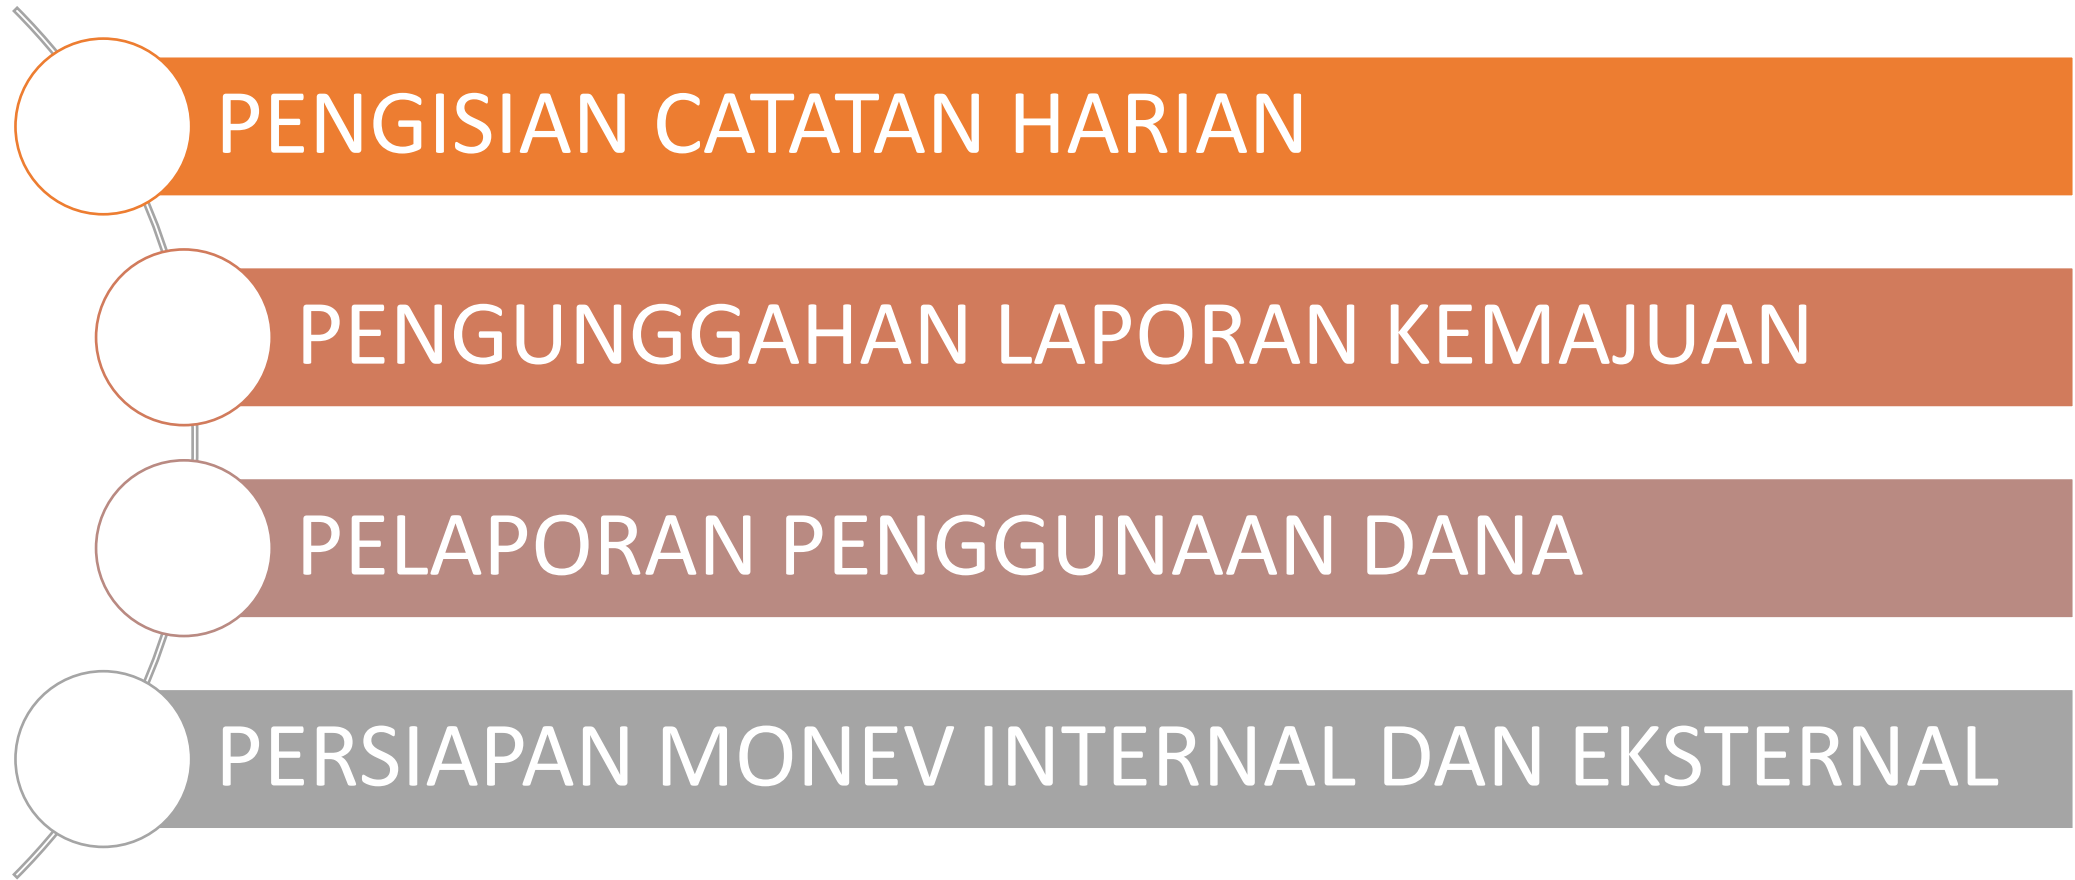 PENGISIAN CATATAN HARIAN
PENGUNGGAHAN LAPORAN KEMAJUAN
PELAPORAN PENGGUNAAN DANA
PERSIAPAN MONEV INTERNAL DAN EKSTERNAL